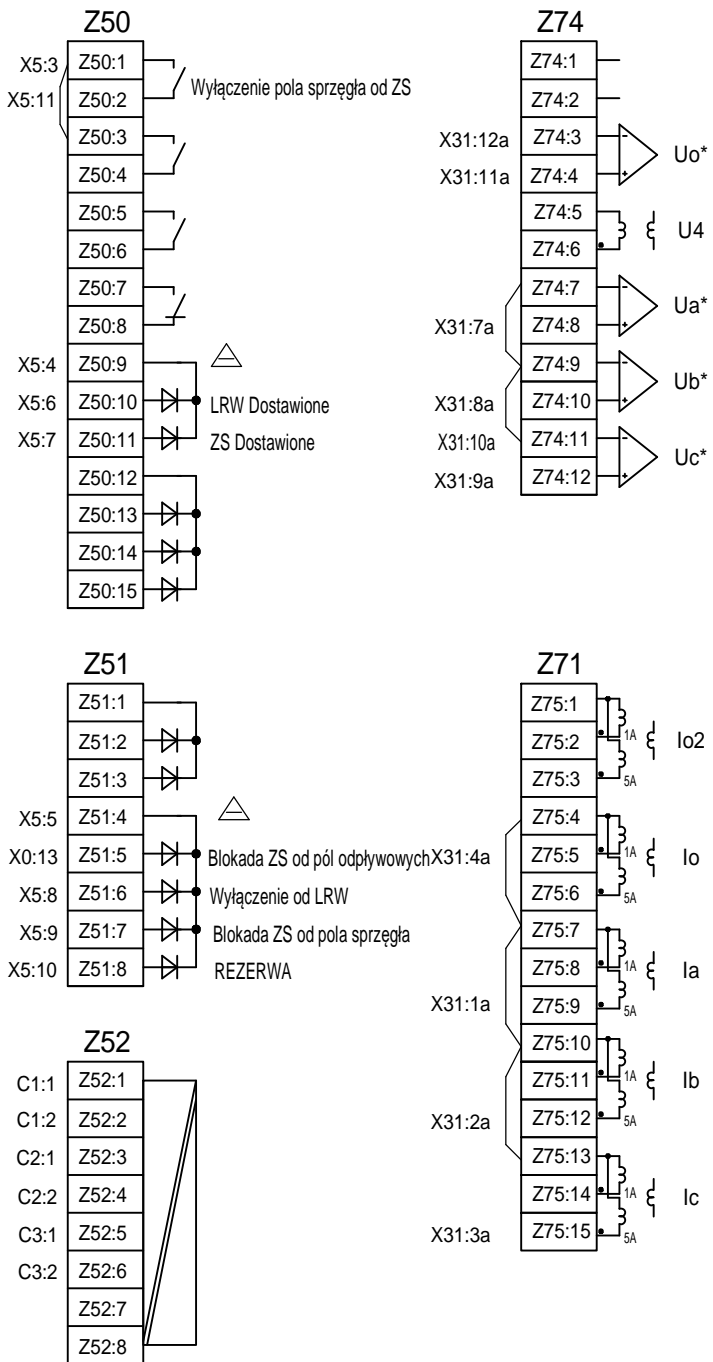 Z50
X5:3 Z50:1
X5:11 Z50:2 Wyłączenie pola sprzęgła od ZS
Z50:3
Z50:4
Z50:5
Z50:6
Z50:7
Z50:8
X5:4 Z50:9
X5:6 Z50:10 LRW Dostawione
X5:7 Z50:11 ZS Dostawione
Z50:12
Z50:13
Z50:14
Z50:15
Z74
Z74:1
Z74:2
X31:12a Z74:3 - Uo*
X31:11a Z74:4 +
Z74:5 U4
Z74:6
Z74:7 - Ua*
X31:7a Z74:8 +
Z74:9 - Ub*
X31:8a Z74:10 +
X31:10a Z74:11 - Uc*
X31:9a Z74:12 +
Z51
Z51:1
Z51:2
Z51:3
X5:5 Z51:4
X0:13 Z51:5 Blokada ZS od pól odpływowych
X5:8 Z51:6 Wyłączenie od LRW
X5:9 Z51:7 Blokada ZS od pola sprzęgła
X5:10 Z51:8 REZERWA
Z71
Z75:1
Z75:2 1A Io2
Z75:3 5A
Z75:4
X31:4a Z75:5 1A Io
Z75:6 5A
Z75:7
Z75:8 1A Ia
X31:1a Z75:9 5A
Z75:10
Z75:11 1A Ib
X31:2a Z75:12 5A
Z75:13
Z75:14 1A Ic
X31:3a Z75:15 5A
Z52
C1:1 Z52:1
C1:2 Z52:2
C2:1 Z52:3
C2:2 Z52:4
C3:1 Z52:5
C3:2 Z52:6
Z52:7
Z52:8